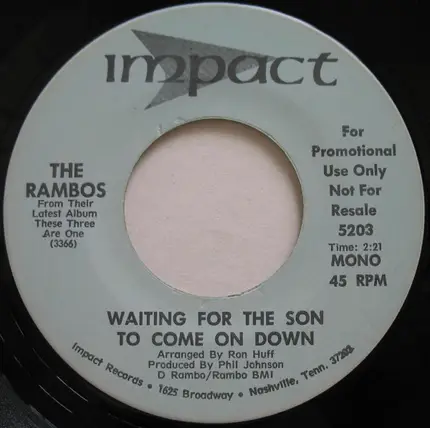 impact
THE
RAMBOS
From Their
Latest Album
These Three
Are One
(3366)
For
Promotional
Use Only
Not For
Resale
5203
Time: 2:21
MONO
45 RPM
WAITING FOR THE SON
TO COME ON DOWN
Arranged By Ron Huff
Produced By Phil Johnson
D Rambo/Rambo BMI
Impact Records • 1625 Broadway • Nashville, Tenn. 37202